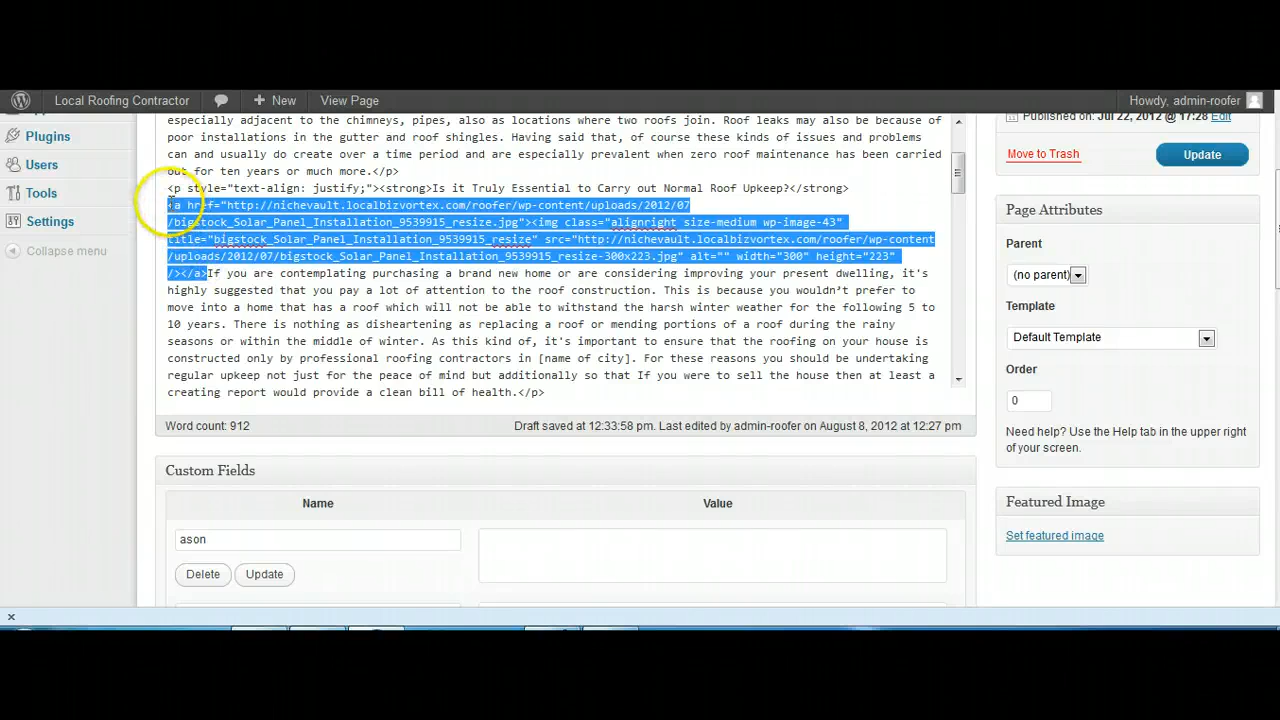 Local Roofing Contractor
New
View Page
Howdy, admin-roofer
Plugins
Users
Tools
Settings
Collapse menu
especially adjacent to the chimneys, pipes, also as locations where two roofs join. Roof leaks may also be because of
poor installations in the gutter and roof shingles. Having said that, of course these kinds of issues and problems
can and usually do create over a time period and are especially prevalent when zero roof maintenance has been carried
out for ten years or much more.</p>
<p style="text-align: justify;"><strong>Is it Truly Essential to Carry out Normal Roof Upkeep?</strong>
<a href="http://nichevault.localbizvortex.com/roofer/wp-content/uploads/2012/07
/bigstock_Solar_Panel_Installation_9539915_resize.jpg"><img class="alignright size-medium wp-image-43"
title="bigstock_Solar_Panel_Installation_9539915_resize" src="http://nichevault.localbizvortex.com/roofer/wp-content
/uploads/2012/07/bigstock_Solar_Panel_Installation_9539915_resize-300x223.jpg" alt="" width="300" height="223"
/></a>If you are contemplating purchasing a brand new home or are considering improving your present dwelling, it's
highly suggested that you pay a lot of attention to the roof construction. This is because you wouldn't prefer to
move into a home that has a roof which will not be able to withstand the harsh winter weather for the following 5 to
10 years. There is nothing as disheartening as replacing a roof or mending portions of a roof during the rainy
seasons or within the middle of winter. As this kind of, it's important to ensure that the roofing on your house is
constructed only by professional roofing contractors in [name of city]. For these reasons you should be undertaking
regular upkeep not just for the peace of mind but additionally so that If you were to sell the house then at least a
creating report would provide a clean bill of health.</p>
Word count: 912
Draft saved at 12:33:58 pm. Last edited by admin-roofer on August 8, 2012 at 12:27 pm
Custom Fields
Name
Value
ason
Delete
Update
Published on: Jul 22, 2012 @ 17:28 Edit
Move to Trash
Update
Page Attributes
Parent
(no parent)
Template
Default Template
Order
0
Need help? Use the Help tab in the upper right
of your screen.
Featured Image
Set featured image